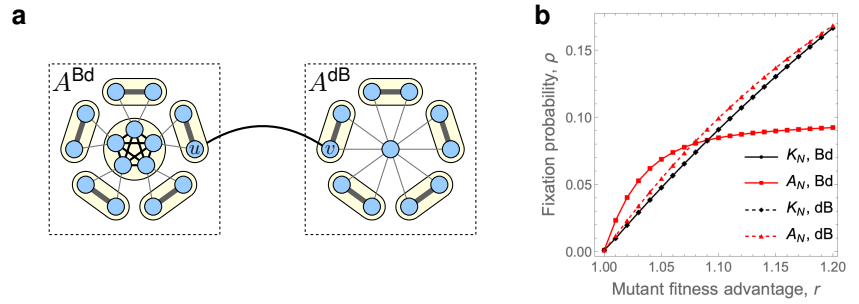 a
A^Bd
u
A^dB
v
b
Fixation probability, ρ
0.15
0.10
0.05
0.00
1.00 1.05 1.10 1.15 1.20
Mutant fitness advantage, r
K_N, Bd
A_N, Bd
K_N, dB
A_N, dB